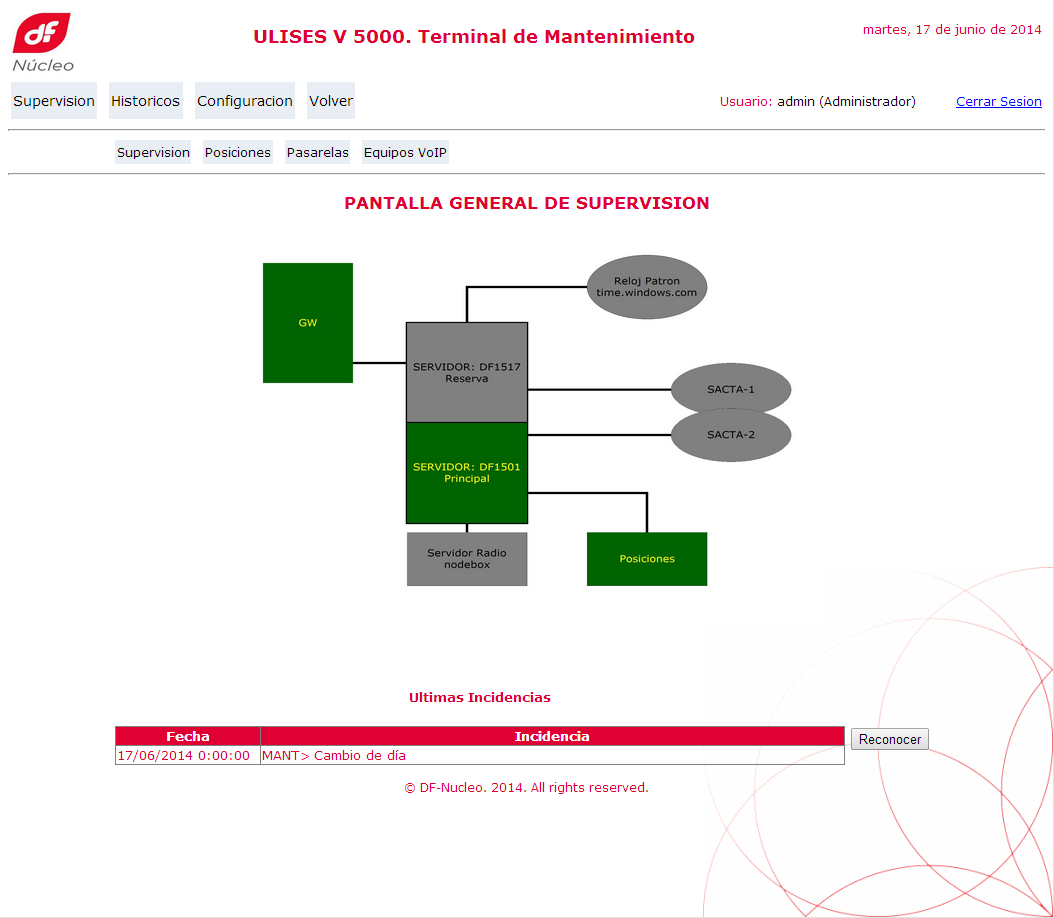 df
Núcleo
ULISES V 5000. Terminal de Mantenimiento
martes, 17 de junio de 2014
Supervision Historicos Configuracion Volver
Usuario: admin (Administrador) Cerrar Sesion
Supervision Posiciones Pasarelas Equipos VoIP
PANTALLA GENERAL DE SUPERVISION
Reloj Patron
time.windows.com
GW
SERVIDOR: DF1517
Reserva
SACTA-1
SACTA-2
SERVIDOR: DF1501
Principal
Servidor Radio
nodebox
Posiciones
Ultimas Incidencias
Fecha Incidencia
Reconocer
17/06/2014 0:00:00 MANT> Cambio de día
© DF-Nucleo. 2014. All rights reserved.